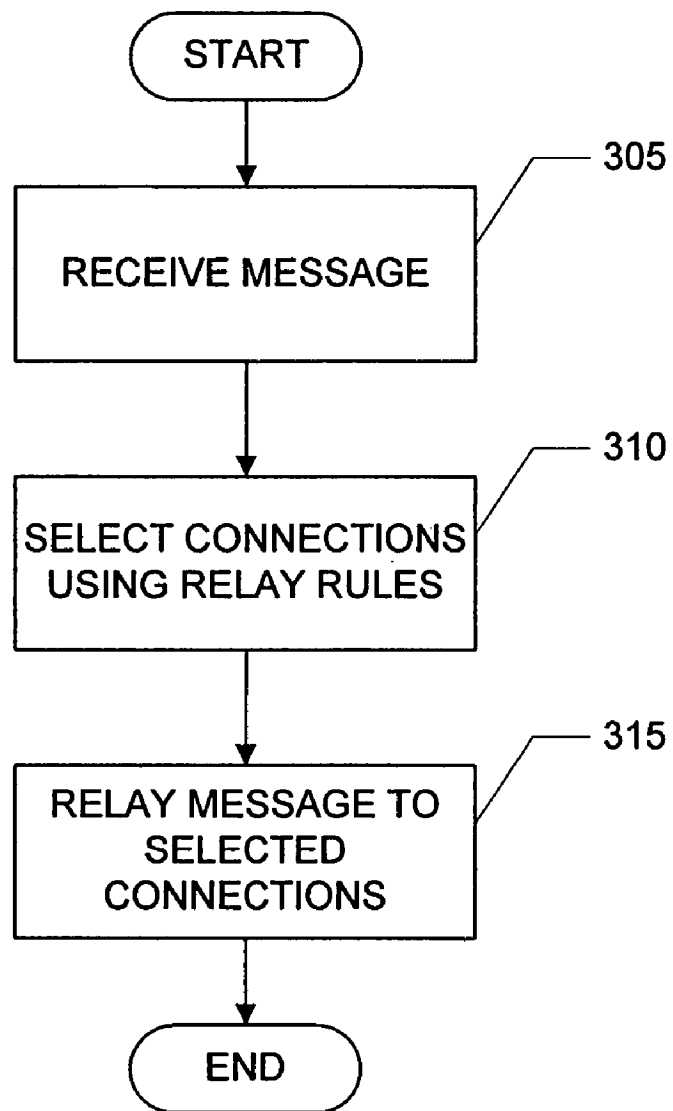 START
305
RECEIVE MESSAGE
310
SELECT CONNECTIONS
USING RELAY RULES
315
RELAY MESSAGE TO
SELECTED
CONNECTIONS
END